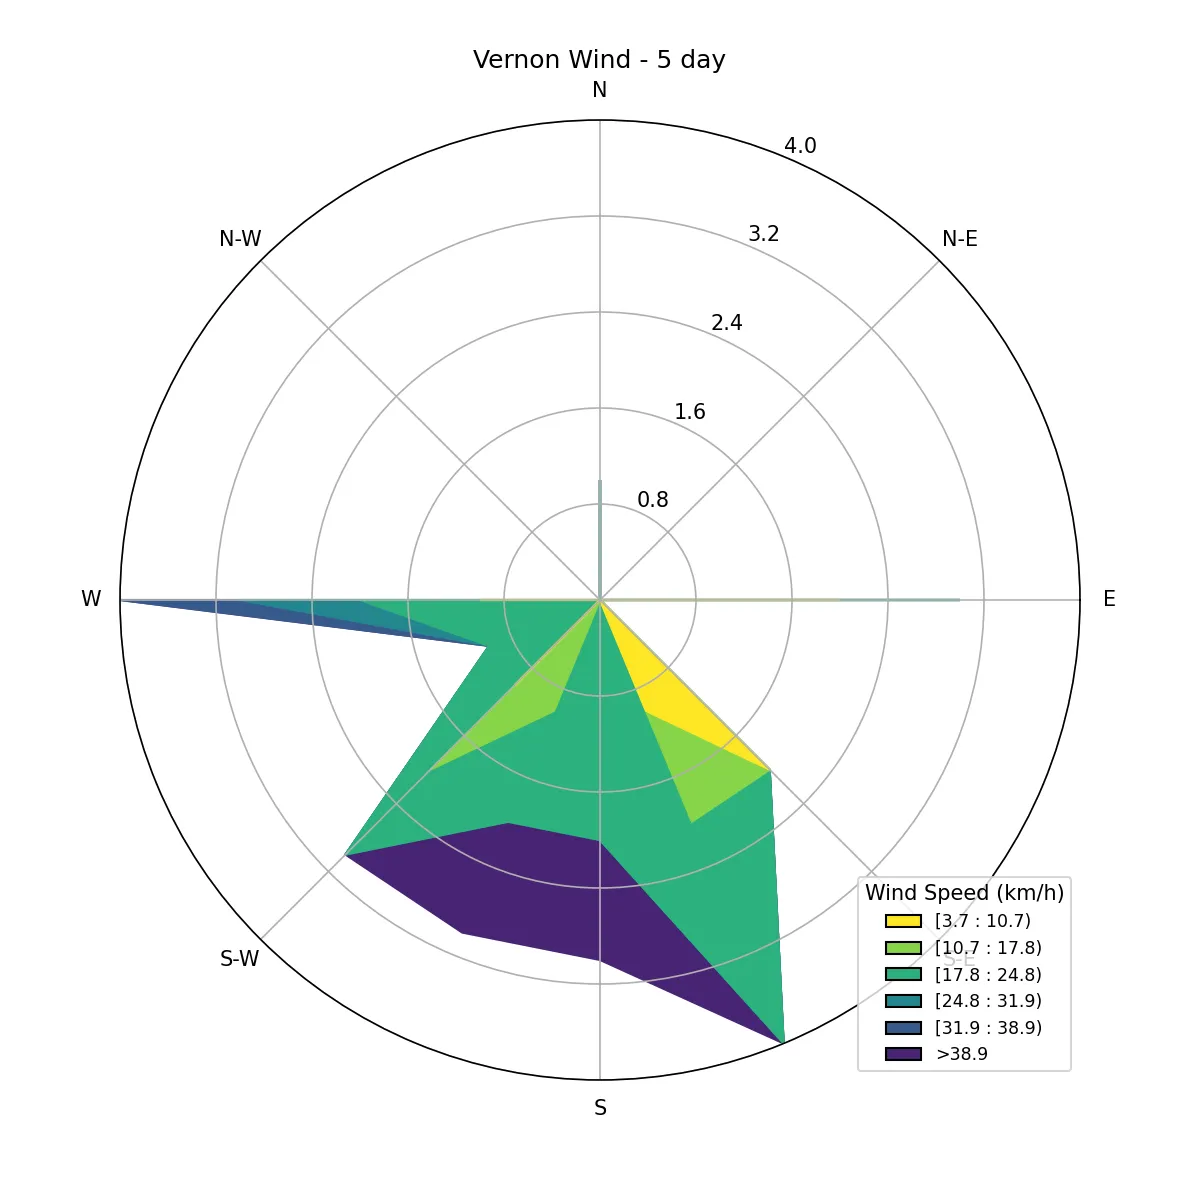 Vernon Wind - 5 day
N
4.0
N-W
3.2
N-E
2.4
1.6
0.8
W
E
S-W
S-E
S
Wind Speed (km/h)
[3.7 : 10.7)
[10.7 : 17.8)
[17.8 : 24.8)
[24.8 : 31.9)
[31.9 : 38.9)
>38.9